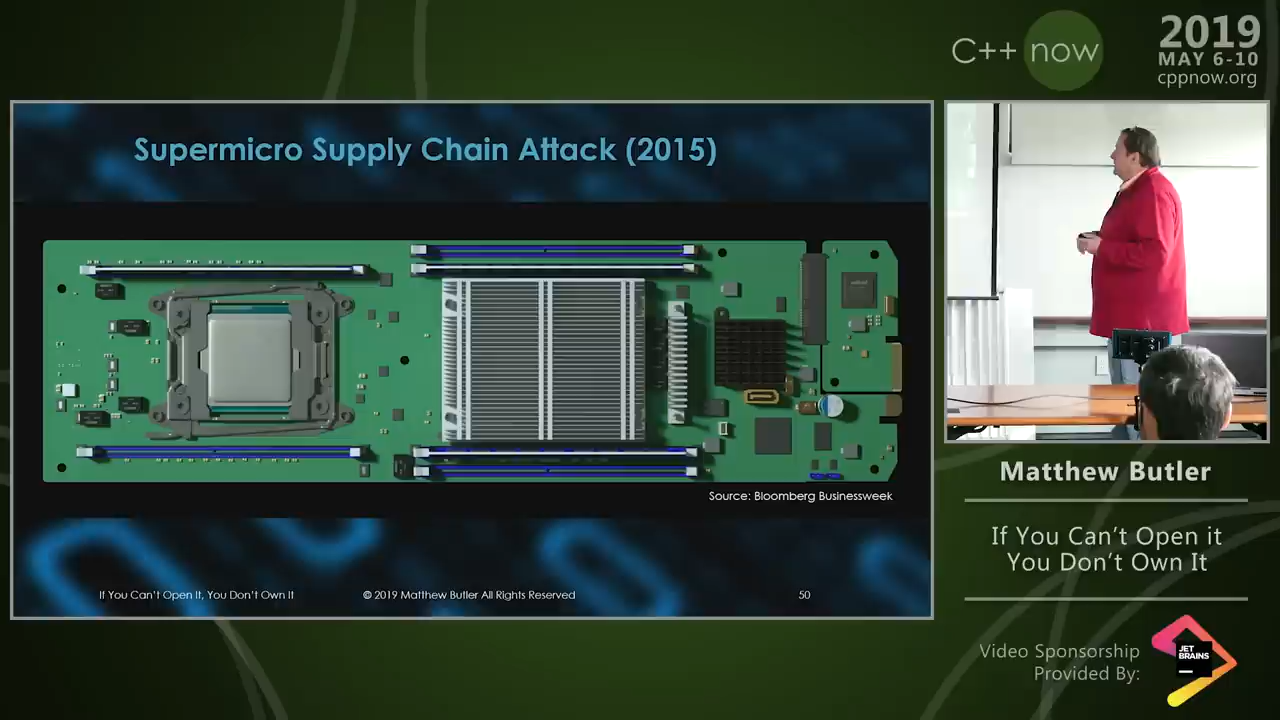 C++ now
2019
MAY 6-10
cppnow.org
Supermicro Supply Chain Attack (2015)
Source: Bloomberg Businessweek
If You Can't Open It, You Don't Own It
© 2019 Matthew Butler All Rights Reserved
50
Matthew Butler
If You Can't Open it
You Don't Own It
Video Sponsorship
Provided By:
JET
BRAINS